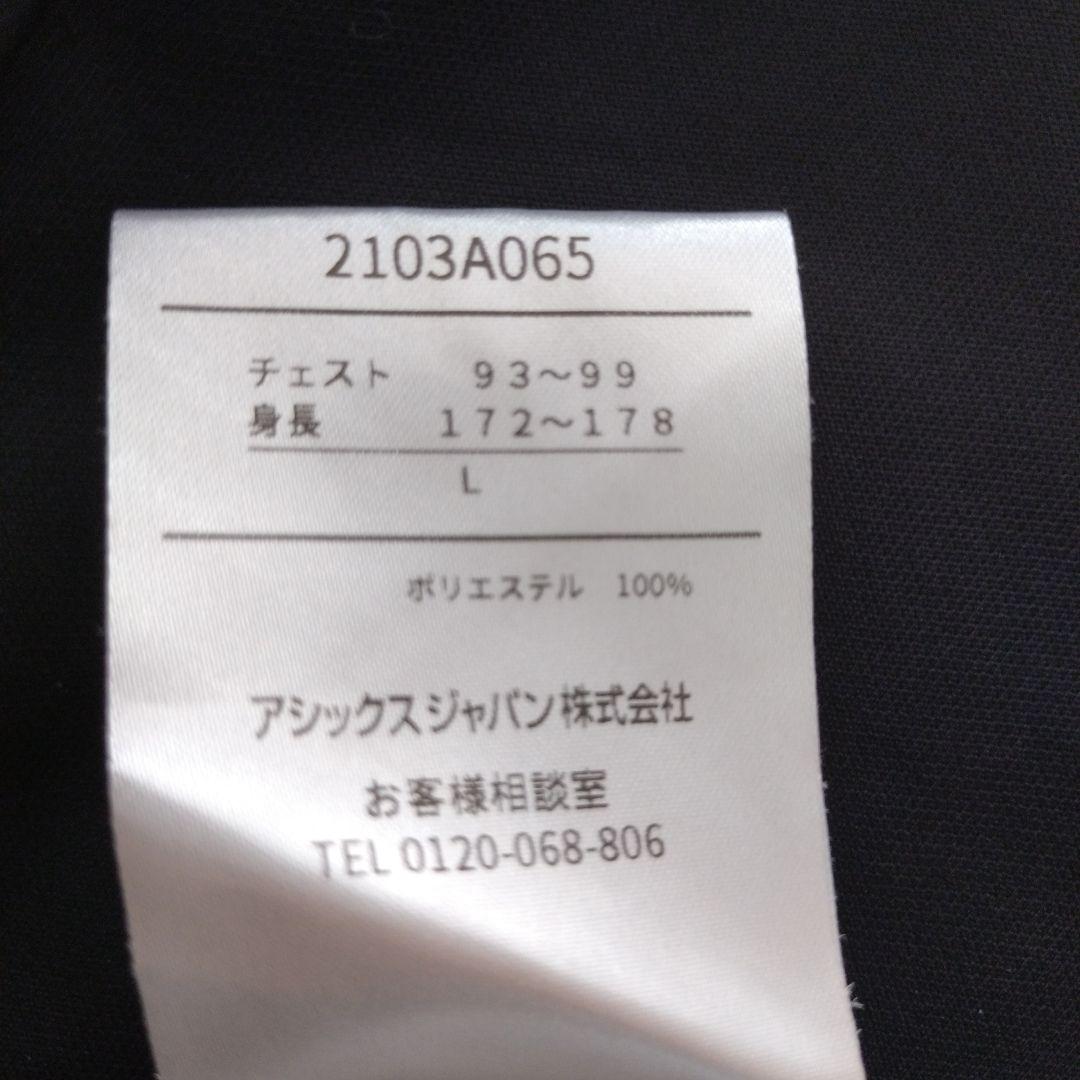 2103A065
チェスト 93～99
身長 172～178
L
ポリエステル 100%
アシックスジャパン株式会社
お客様相談室
TEL 0120-068-806